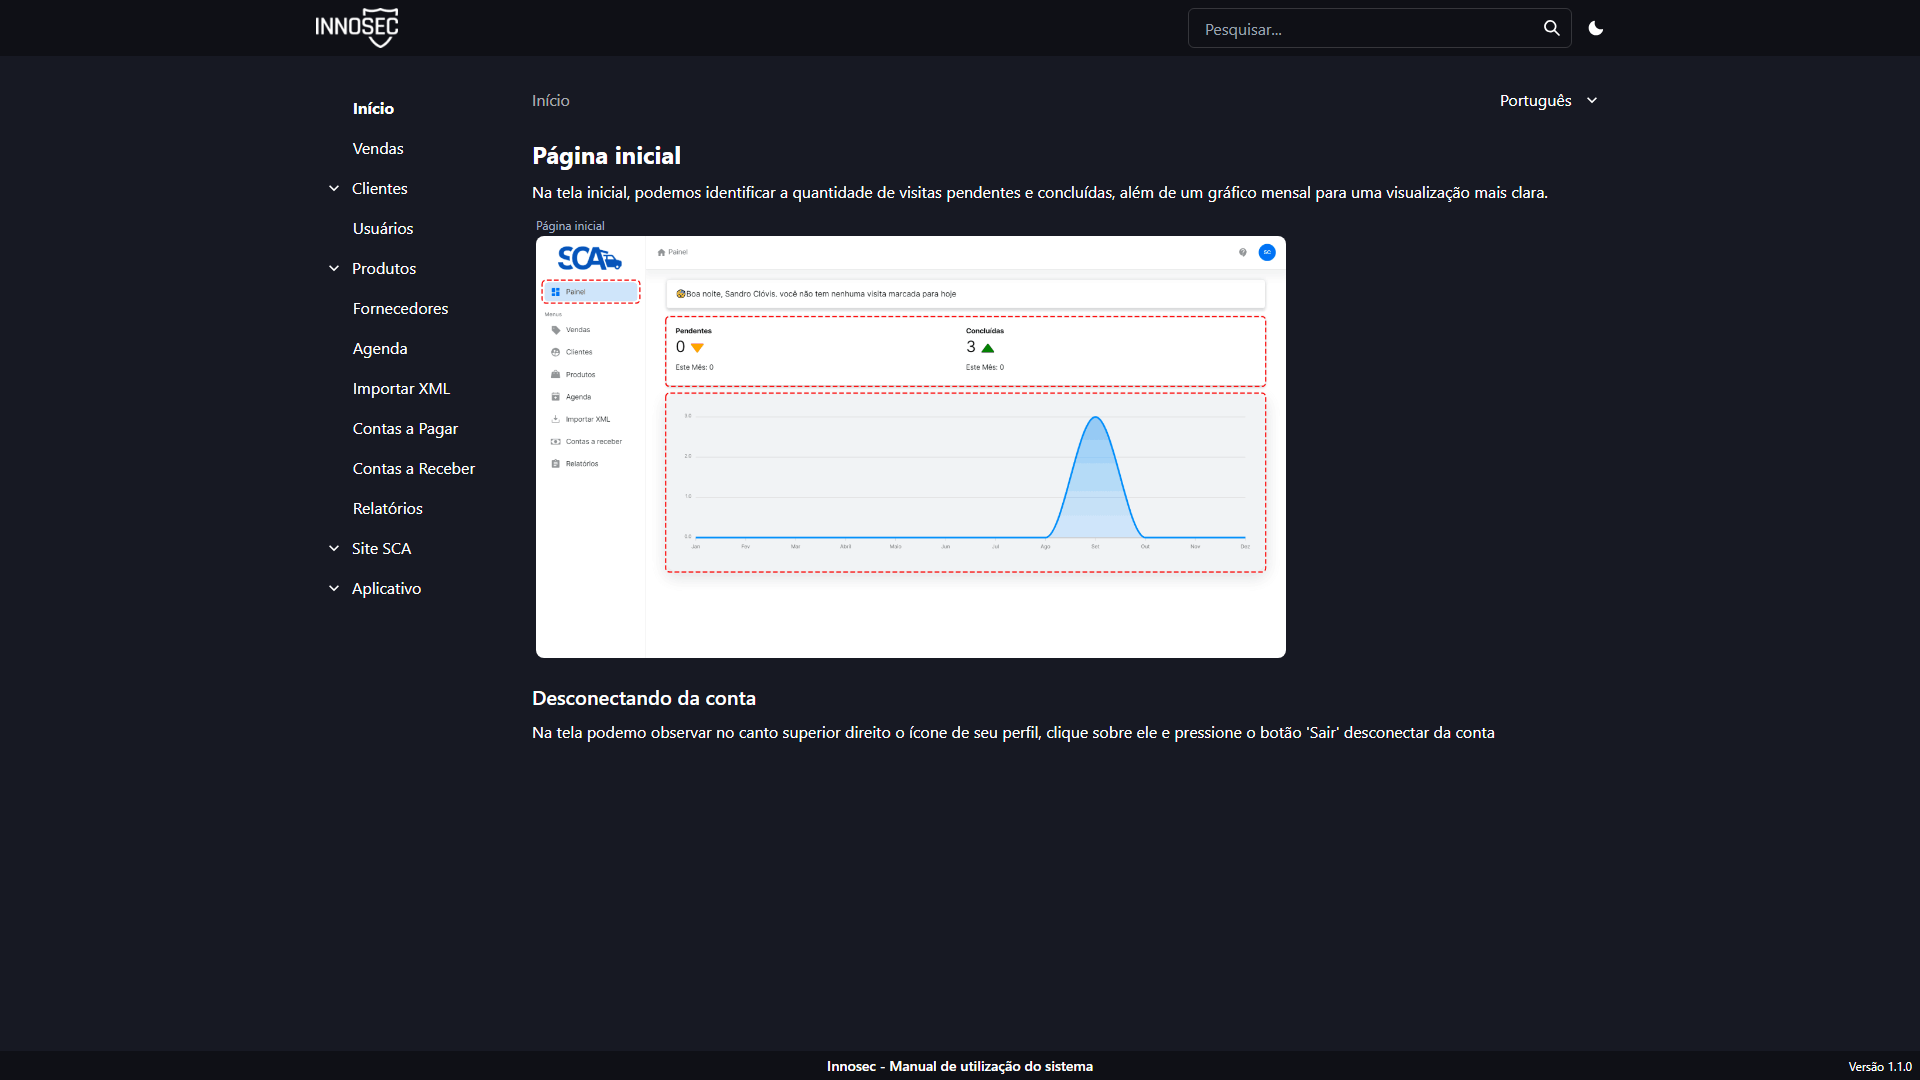 INNOSEC
Pesquisar...
Início
Vendas
Clientes
Usuários
Produtos
Fornecedores
Agenda
Importar XML
Contas a Pagar
Contas a Receber
Relatórios
Site SCA
Aplicativo
Início
Português
Página inicial
Na tela inicial, podemos identificar a quantidade de visitas pendentes e concluídas, além de um gráfico mensal para uma visualização mais clara.
Página inicial
SCA
Painel
SC
Painel
Menus
Vendas
Clientes
Produtos
Agenda
Importar XML
Contas a receber
Relatórios
Boa noite, Sandro Clóvis. você não tem nenhuma visita marcada para hoje
Pendentes
0
Este Mês: 0
Concluídas
3
Este Mês: 0
3.0
2.0
1.0
0.0
Jan Fev Mar Abril Maio Jun Jul Ago Set Out Nov Dez
Desconectando da conta
Na tela podemo observar no canto superior direito o ícone de seu perfil, clique sobre ele e pressione o botão 'Sair' desconectar da conta
Innosec - Manual de utilização do sistema
Versão 1.1.0